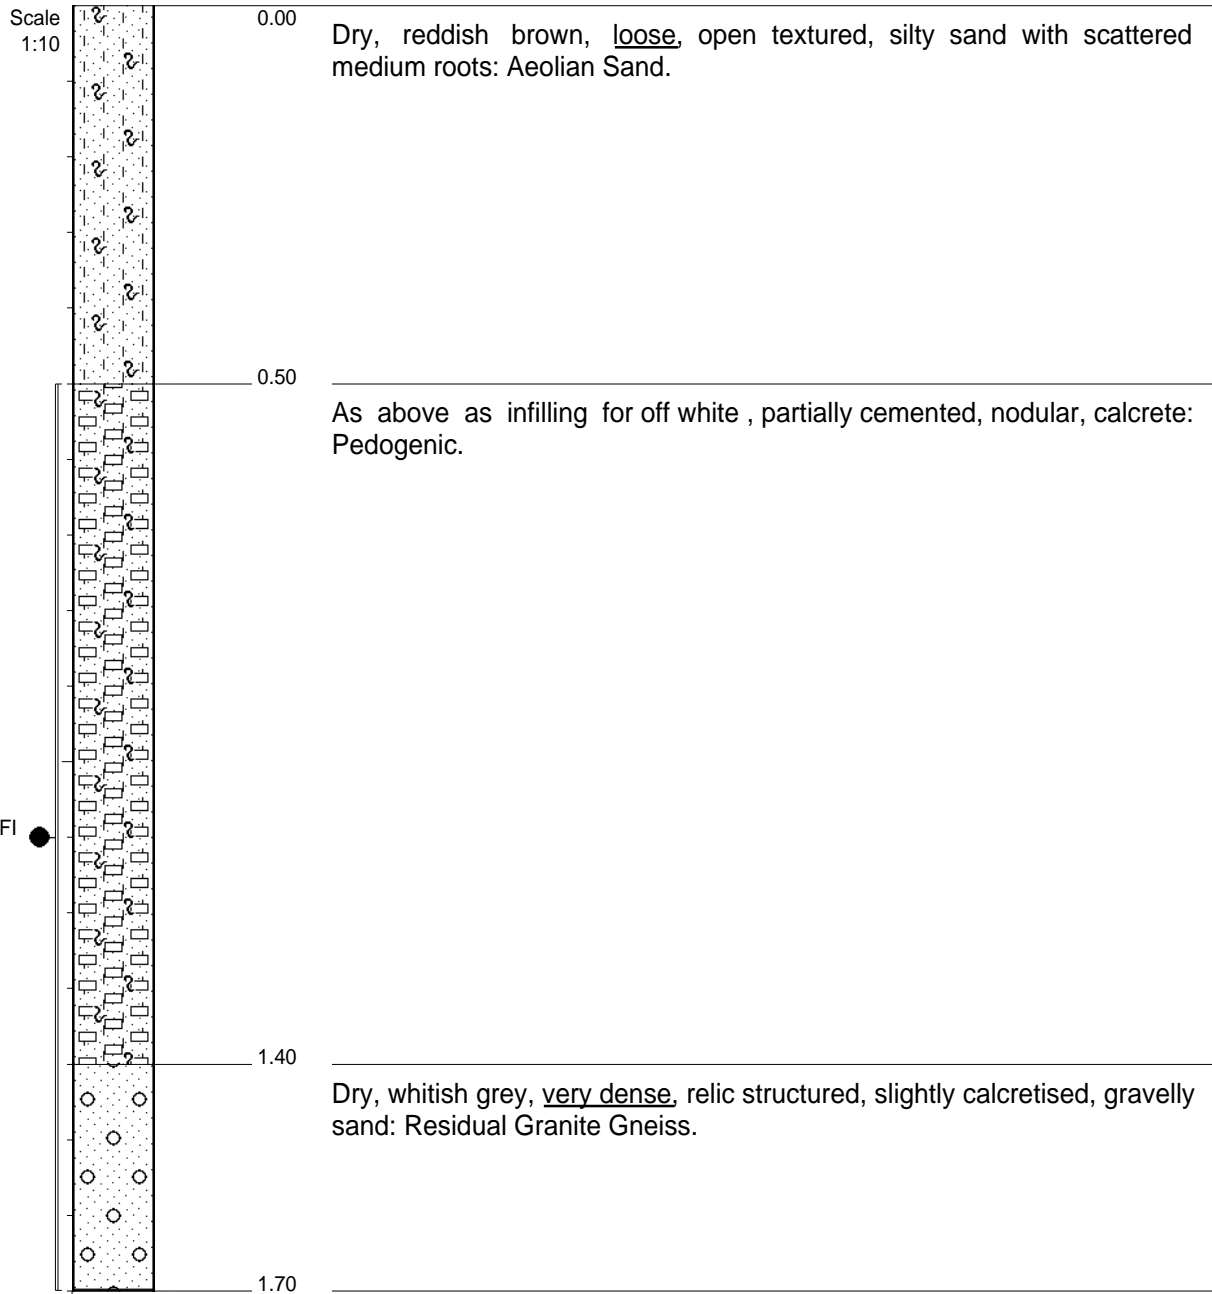 Scale
1:10
0.00
Dry, reddish brown, loose, open textured, silty sand with scattered
medium roots: Aeolian Sand.
0.50
As above as infilling for off white , partially cemented, nodular, calcrete:
Pedogenic.
FI
1.40
Dry, whitish grey, very dense, relic structured, slightly calcretised, gravelly
sand: Residual Granite Gneiss.
1.70